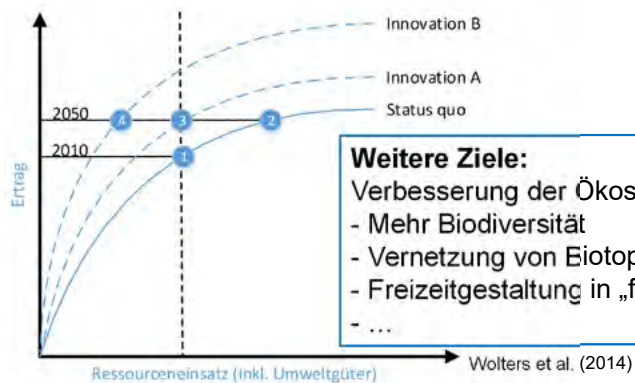 Innovation B
Innovation A
Status quo
2050
4
3
2
2010
1
Ertrag
Weitere Ziele:
Verbesserung der Ökos
- Mehr Biodiversität
- Vernetzung von Biotop
- Freizeitgestaltung in „f
- ...
Ressourceneinsatz (inkl. Umweltgüter)
Wolters et al. (2014)